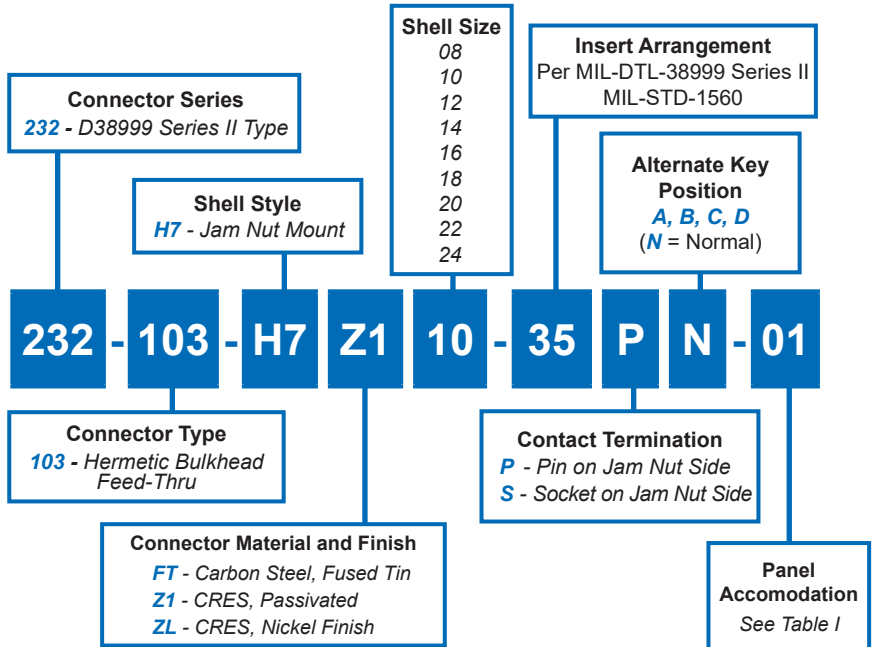 Shell Size
08
10
12
14
16
18
20
22
24
Insert Arrangement
Per MIL-DTL-38999 Series II
MIL-STD-1560
Connector Series
232 - D38999 Series II Type
Alternate Key
Position
A, B, C, D
(N = Normal)
Shell Style
H7 - Jam Nut Mount
232 - 103 - H7 Z1 10 - 35 P N - 01
Connector Type
103 - Hermetic Bulkhead
Feed-Thru
Contact Termination
P - Pin on Jam Nut Side
S - Socket on Jam Nut Side
Connector Material and Finish
FT - Carbon Steel, Fused Tin
Z1 - CRES, Passivated
ZL - CRES, Nickel Finish
Panel
Accomodation
See Table I